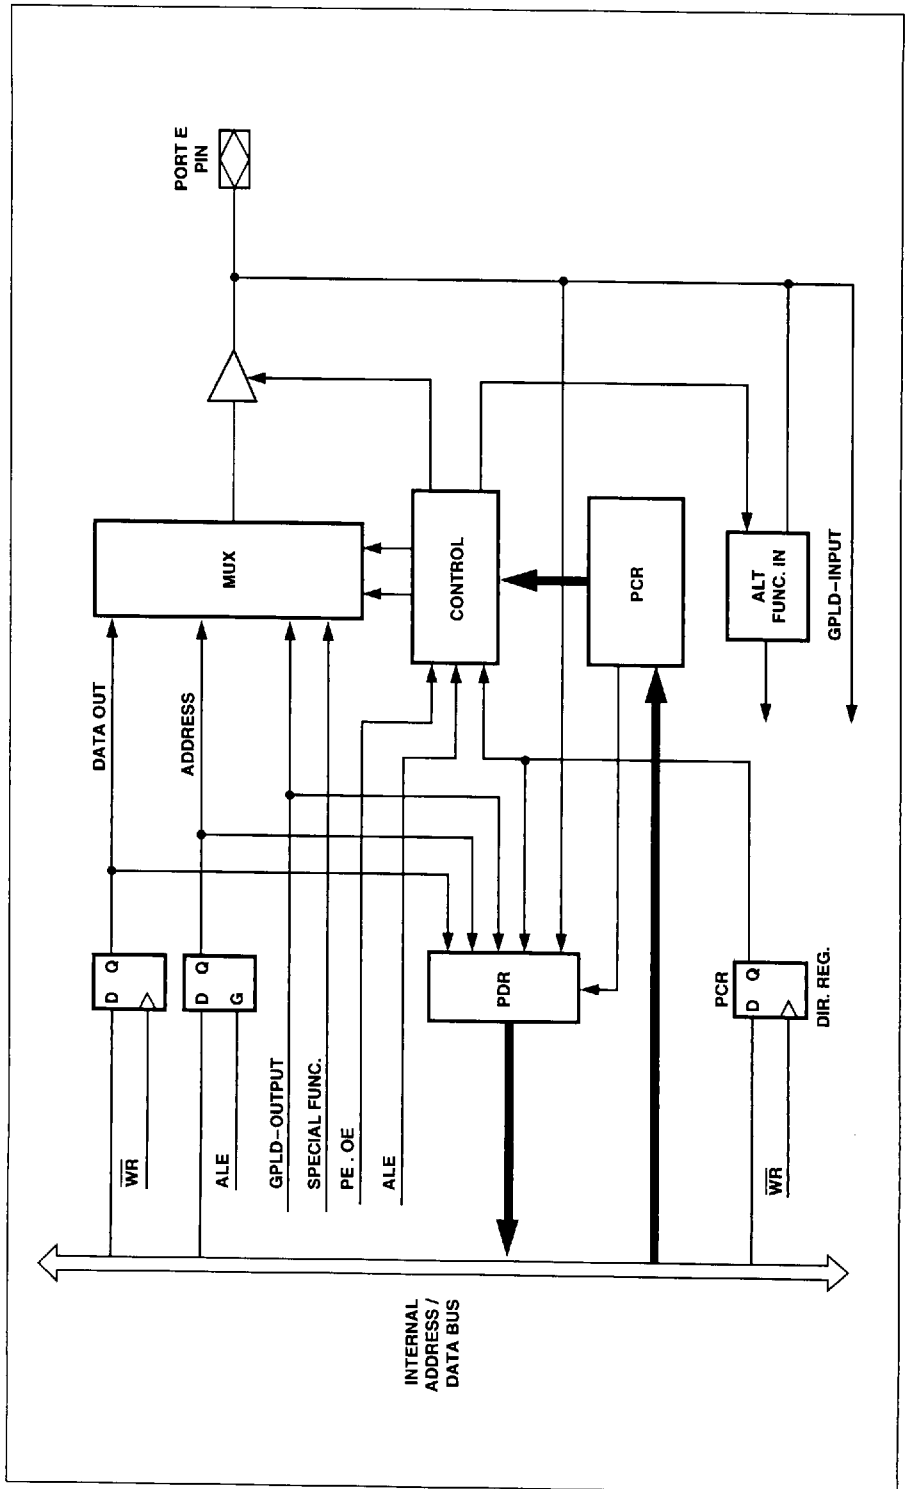 INTERNAL
ADDRESS /
DATA BUS
WR
D Q
DATA OUT
ALE
D Q
G
ADDRESS
GPLD–OUTPUT
SPECIAL FUNC.
PE . OE
ALE
MUX
PORT E
PIN
CONTROL
PDR
PCR
WR
PCR
D Q
DIR. REG.
ALT
FUNC. IN
GPLD–INPUT